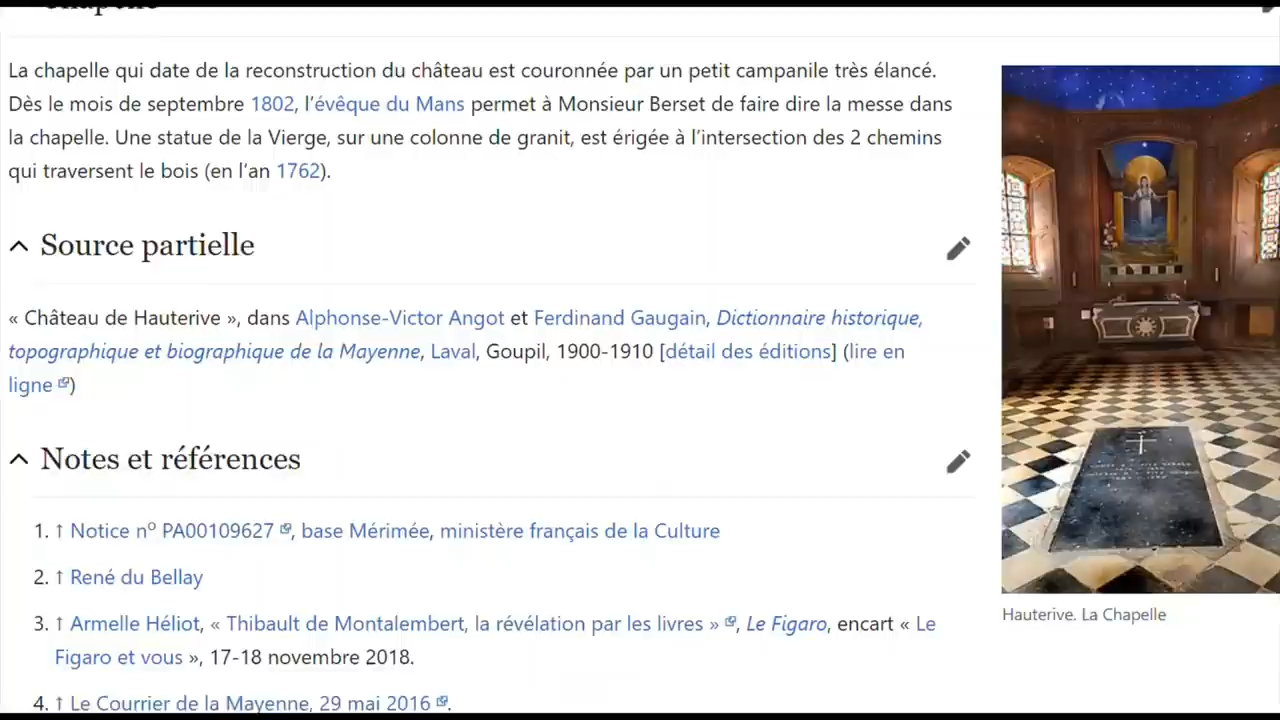 Chapelle
La chapelle qui date de la reconstruction du château est couronnée par un petit campanile très élancé.
Dès le mois de septembre 1802, l’évêque du Mans permet à Monsieur Berset de faire dire la messe dans
la chapelle. Une statue de la Vierge, sur une colonne de granit, est érigée à l’intersection des 2 chemins
qui traversent le bois (en l’an 1762).
Source partielle
« Château de Hauterive », dans Alphonse-Victor Angot et Ferdinand Gaugain, Dictionnaire historique,
topographique et biographique de la Mayenne, Laval, Goupil, 1900-1910 [détail des éditions] (lire en
ligne)
Notes et références
1. ↑ Notice nº PA00109627, base Mérimée, ministère français de la Culture
2. ↑ René du Bellay
3. ↑ Armelle Héliot, « Thibault de Montalembert, la révélation par les livres », Le Figaro, encart « Le
Figaro et vous », 17-18 novembre 2018.
4. ↑ Le Courrier de la Mayenne, 29 mai 2016.
Hauterive. La Chapelle